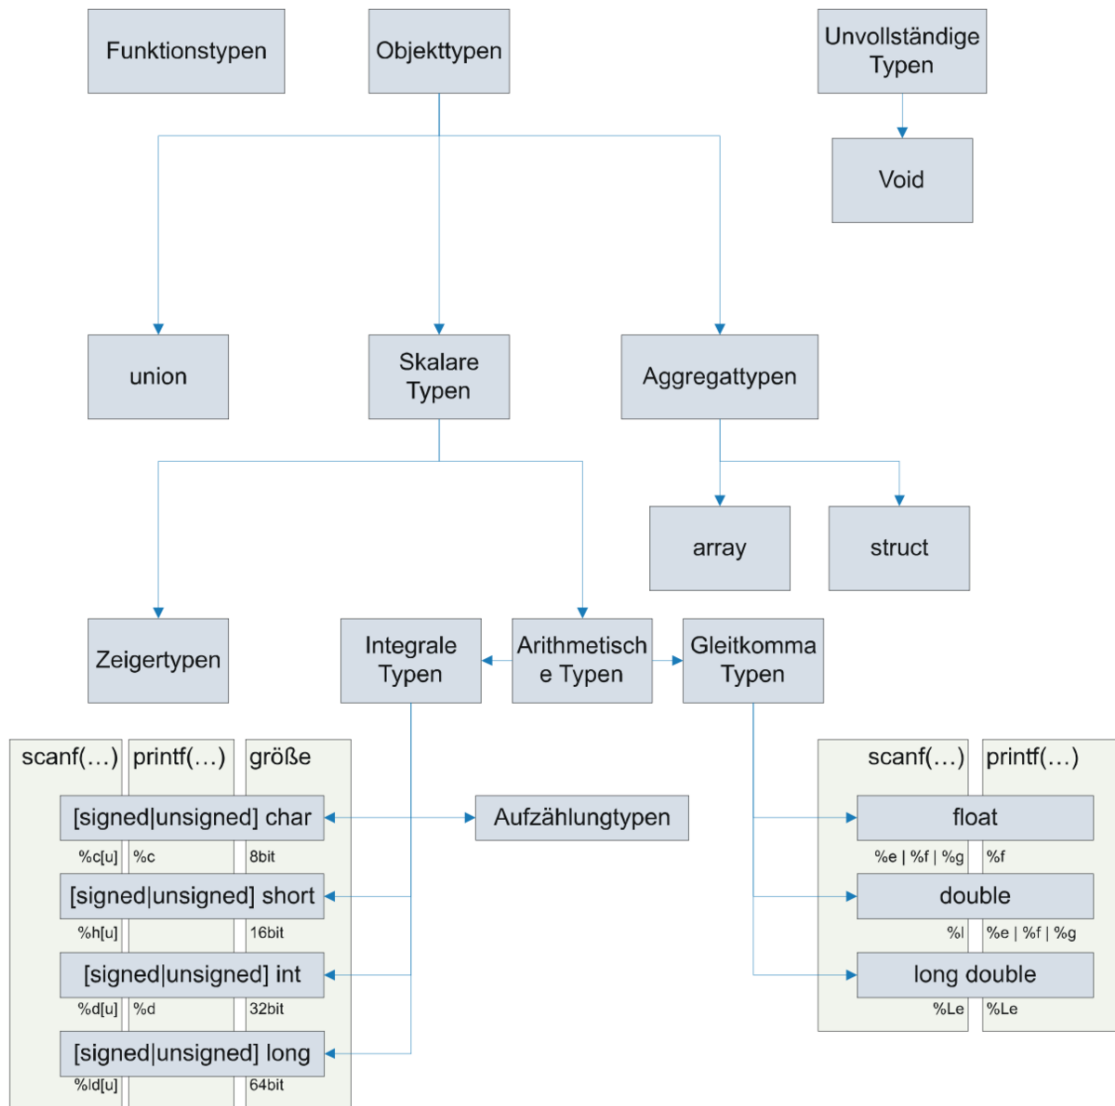 Funktionstypen
Objekttypen
Unvollständige
Typen
Void
union
Skalare
Typen
Aggregattypen
array
struct
Zeigertypen
Integrale
Typen
Arithmetisch
e Typen
Gleitkomma
Typen
scanf(…) printf(…) größe
[signed|unsigned] char
%c[u] %c 8bit
[signed|unsigned] short
%h[u] 16bit
[signed|unsigned] int
%d[u] %d 32bit
[signed|unsigned] long
%ld[u] 64bit
Aufzählungtypen
scanf(…) printf(…)
float
%e | %f | %g %f
double
%l %e | %f | %g
long double
%Le %Le